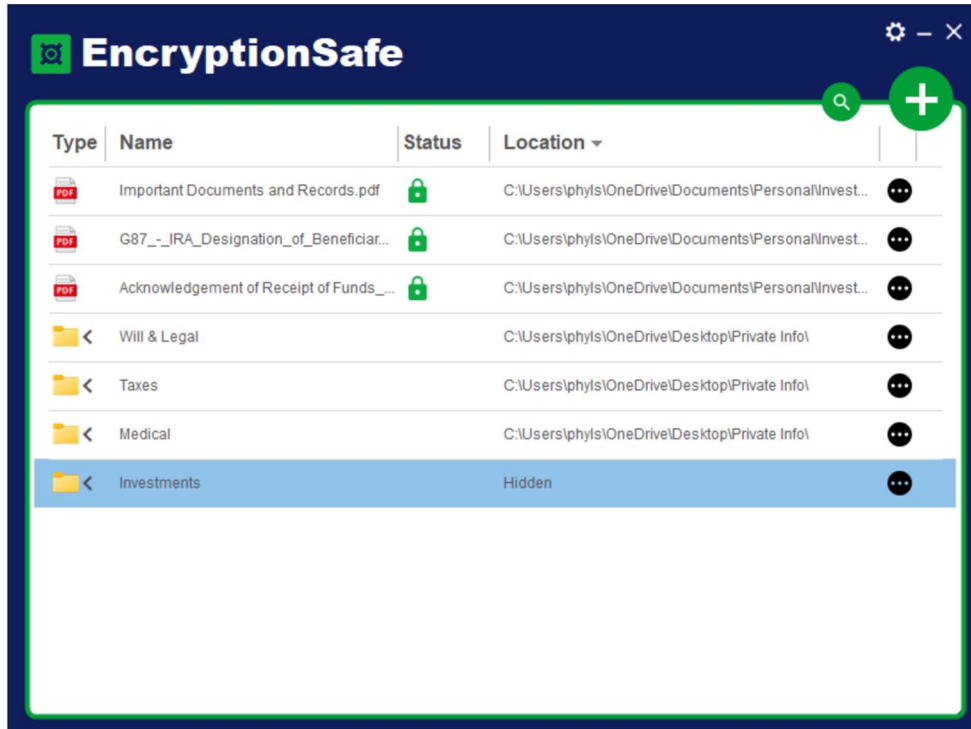 EncryptionSafe
Type Name Status Location
PDF Important Documents and Records.pdf C:\Users\phyls\OneDrive\Documents\Personal\Invest...
PDF G87_-_IRA_Designation_of_Beneficiar... C:\Users\phyls\OneDrive\Documents\Personal\Invest...
PDF Acknowledgement of Receipt of Funds_... C:\Users\phyls\OneDrive\Documents\Personal\Invest...
Will & Legal C:\Users\phyls\OneDrive\Desktop\Private Info\
Taxes C:\Users\phyls\OneDrive\Desktop\Private Info\
Medical C:\Users\phyls\OneDrive\Desktop\Private Info\
Investments Hidden